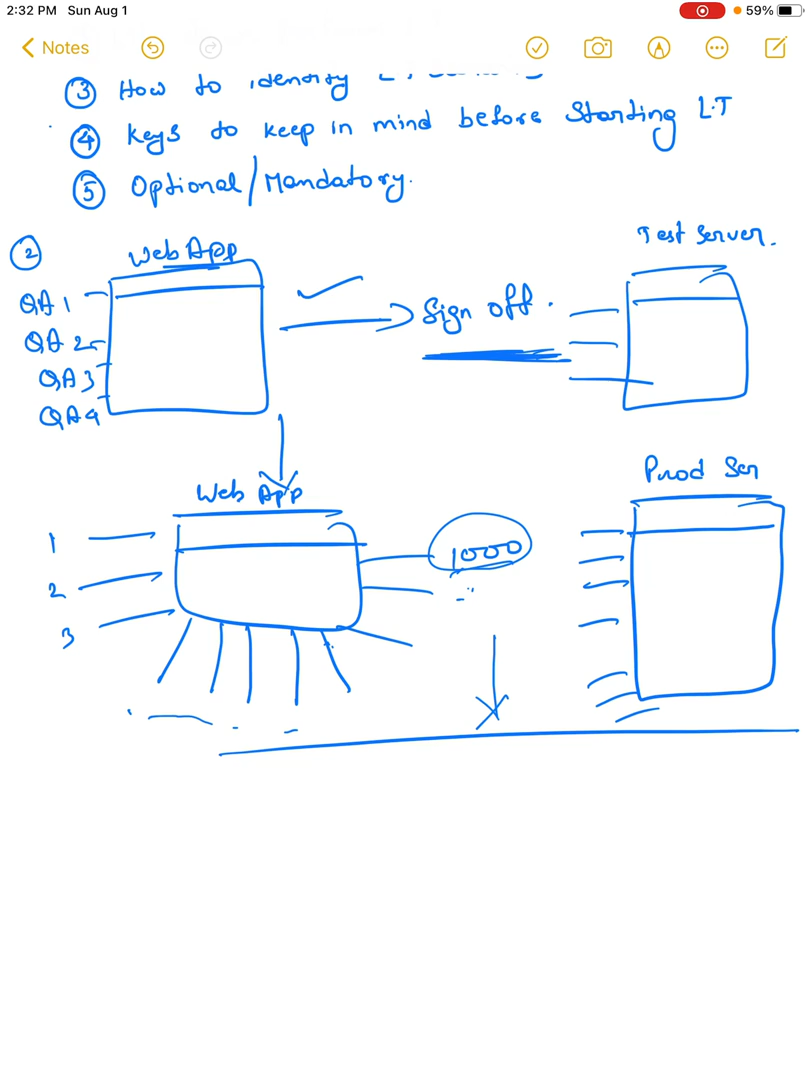 2:32 PM Sun Aug 1
59%
Notes
③ How to identify
④ Keys to keep in mind before starting L.T
⑤ Optional/Mandatory.
② Web App
Test Server.
QA 1
QA 2
QA 3
QA 4
Sign off.
Web App
Prod Ser
1
2
3
1000